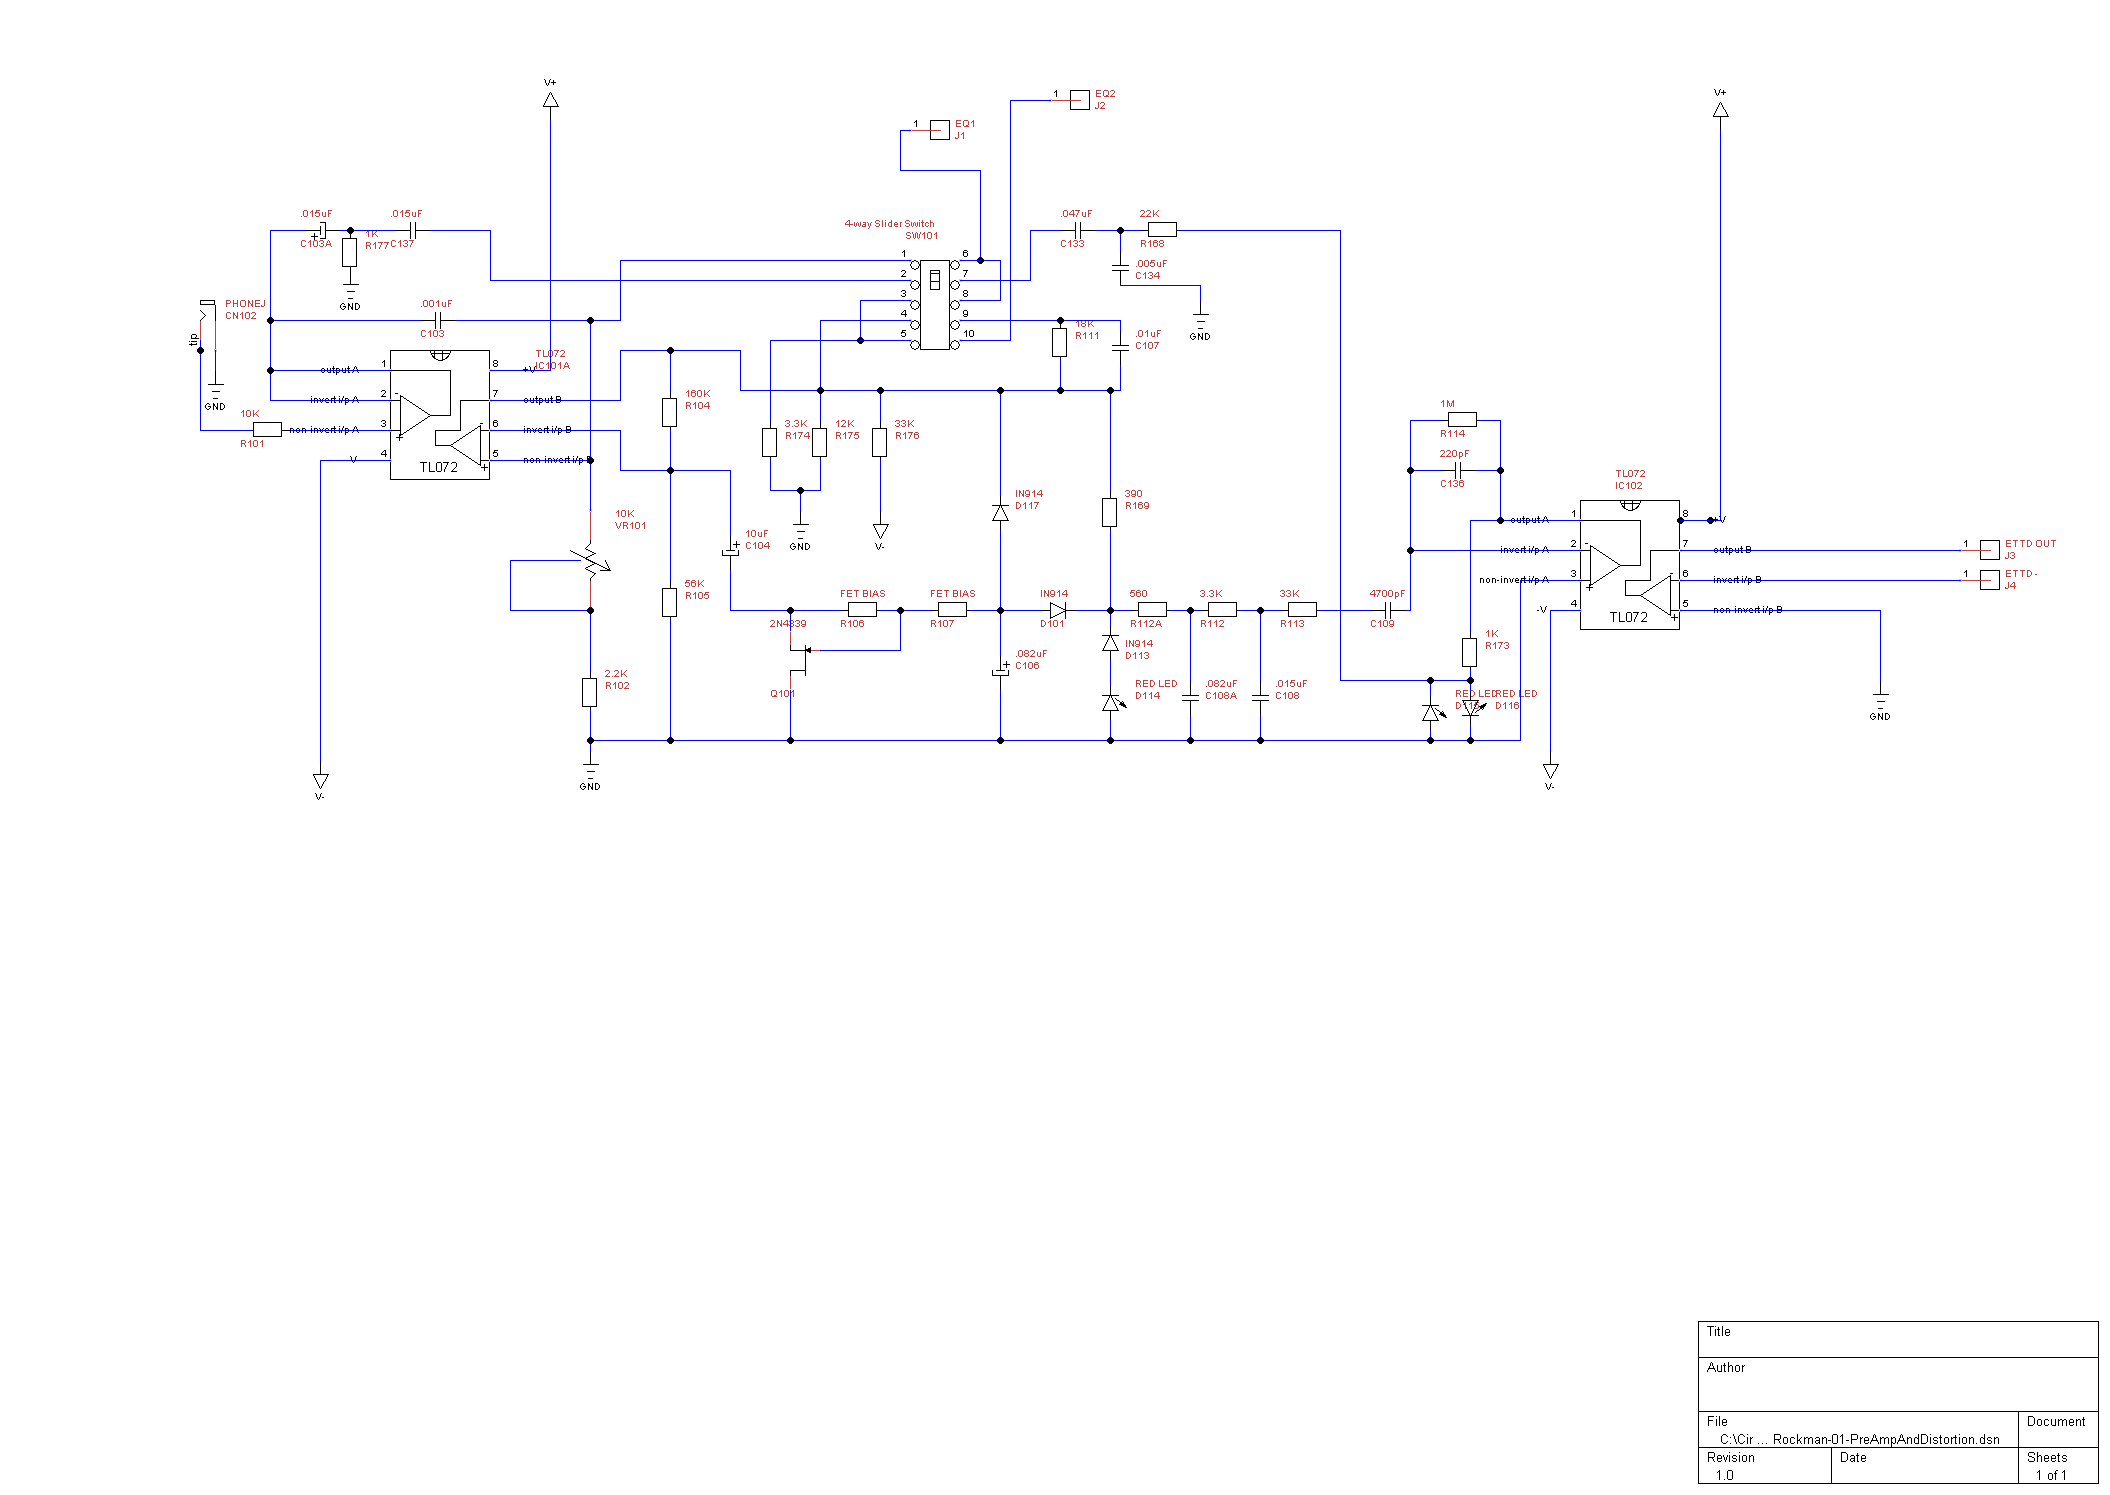 V+
V+
1 EQ2
J2
1 EQ1
J1
.015uF
C103A
1K
R177
.015uF
C137
GND
4-way Slider Switch
SW101
1
2
3
4
5
6
7
8
9
10
.047uF
C133
22K
R168
.005uF
C134
GND
PHONEJ
CN102
tip
GND
.001uF
C103
18K
R111
.01uF
C107
TL072
IC101A
1 output A
2 invert i/p A
3 non-invert i/p A
4 V
8 +V
7 output B
6 invert i/p B
5 non-invert i/p B
TL072
10K
R101
160K
R104
3.3K
R174
12K
R175
33K
R176
GND
V-
1M
R114
220pF
C136
TL072
IC102
1 output A
2 invert i/p A
3 non-invert i/p A
4 -V
8 +V
7 output B
6 invert i/p B
5 non-invert i/p B
TL072
1 ETTD OUT
J3
1 ETTD-
J4
GND
10K
VR101
10uF
C104
IN914
D117
390
R169
2.2K
R102
56K
R105
FET BIAS
R106
FET BIAS
R107
IN914
D101
560
R112A
3.3K
R112
33K
R113
4700pF
C109
2N4339
Q101
.082uF
C106
IN914
D113
RED LED
D114
.082uF
C108A
.015uF
C108
1K
R173
RED LED
D115
RED LED
D116
V-
GND
V-
Title
Author
File
C:\Cir ... Rockman-01-PreAmpAndDistortion.dsn
Document
Revision
1.0
Date
Sheets
1 of 1